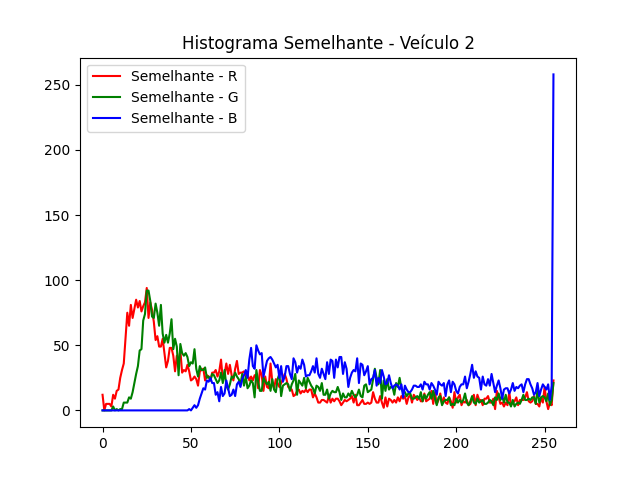 Histograma Semelhante - Veículo 2
Semelhante - R
Semelhante - G
Semelhante - B
250
200
150
100
50
0
0 50 100 150 200 250